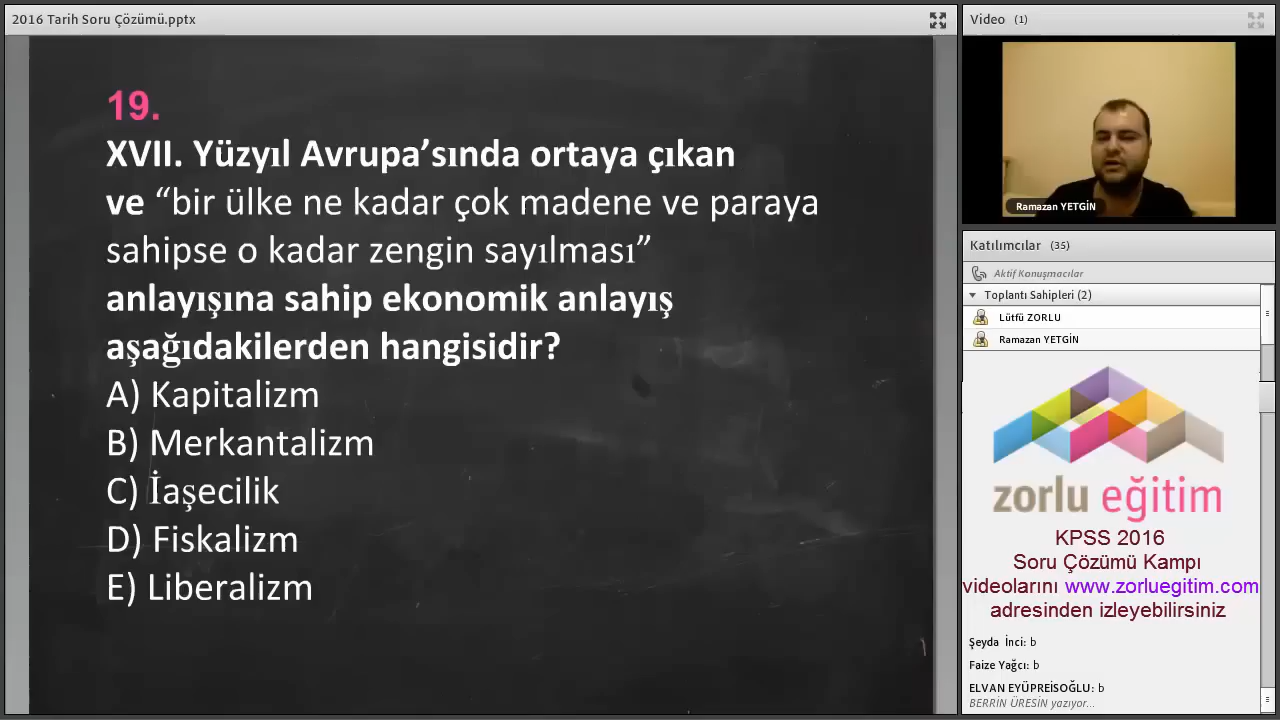 2016 Tarih Soru Çözümü.pptx
19.
XVII. Yüzyıl Avrupa’sında ortaya çıkan
ve “bir ülke ne kadar çok madene ve paraya
sahipse o kadar zengin sayılması”
anlayışına sahip ekonomik anlayış
aşağıdakilerden hangisidir?
A) Kapitalizm
B) Merkantalizm
C) İaşecilik
D) Fiskalizm
E) Liberalizm
Video (1)
Ramazan YETGİN
Katılımcılar (35)
Aktif Konuşmacılar
Toplantı Sahipleri (2)
Lütfü ZORLU
Ramazan YETGİN
zorlu eğitim
KPSS 2016
Soru Çözümü Kampı
videolarını www.zorluegitim.com
adresinden izleyebilirsiniz
Şeyda İnci: b
Faize Yağcı: b
ELVAN EYÜPREİSOĞLU: b
BERRİN ÜRESİN yazıyor...